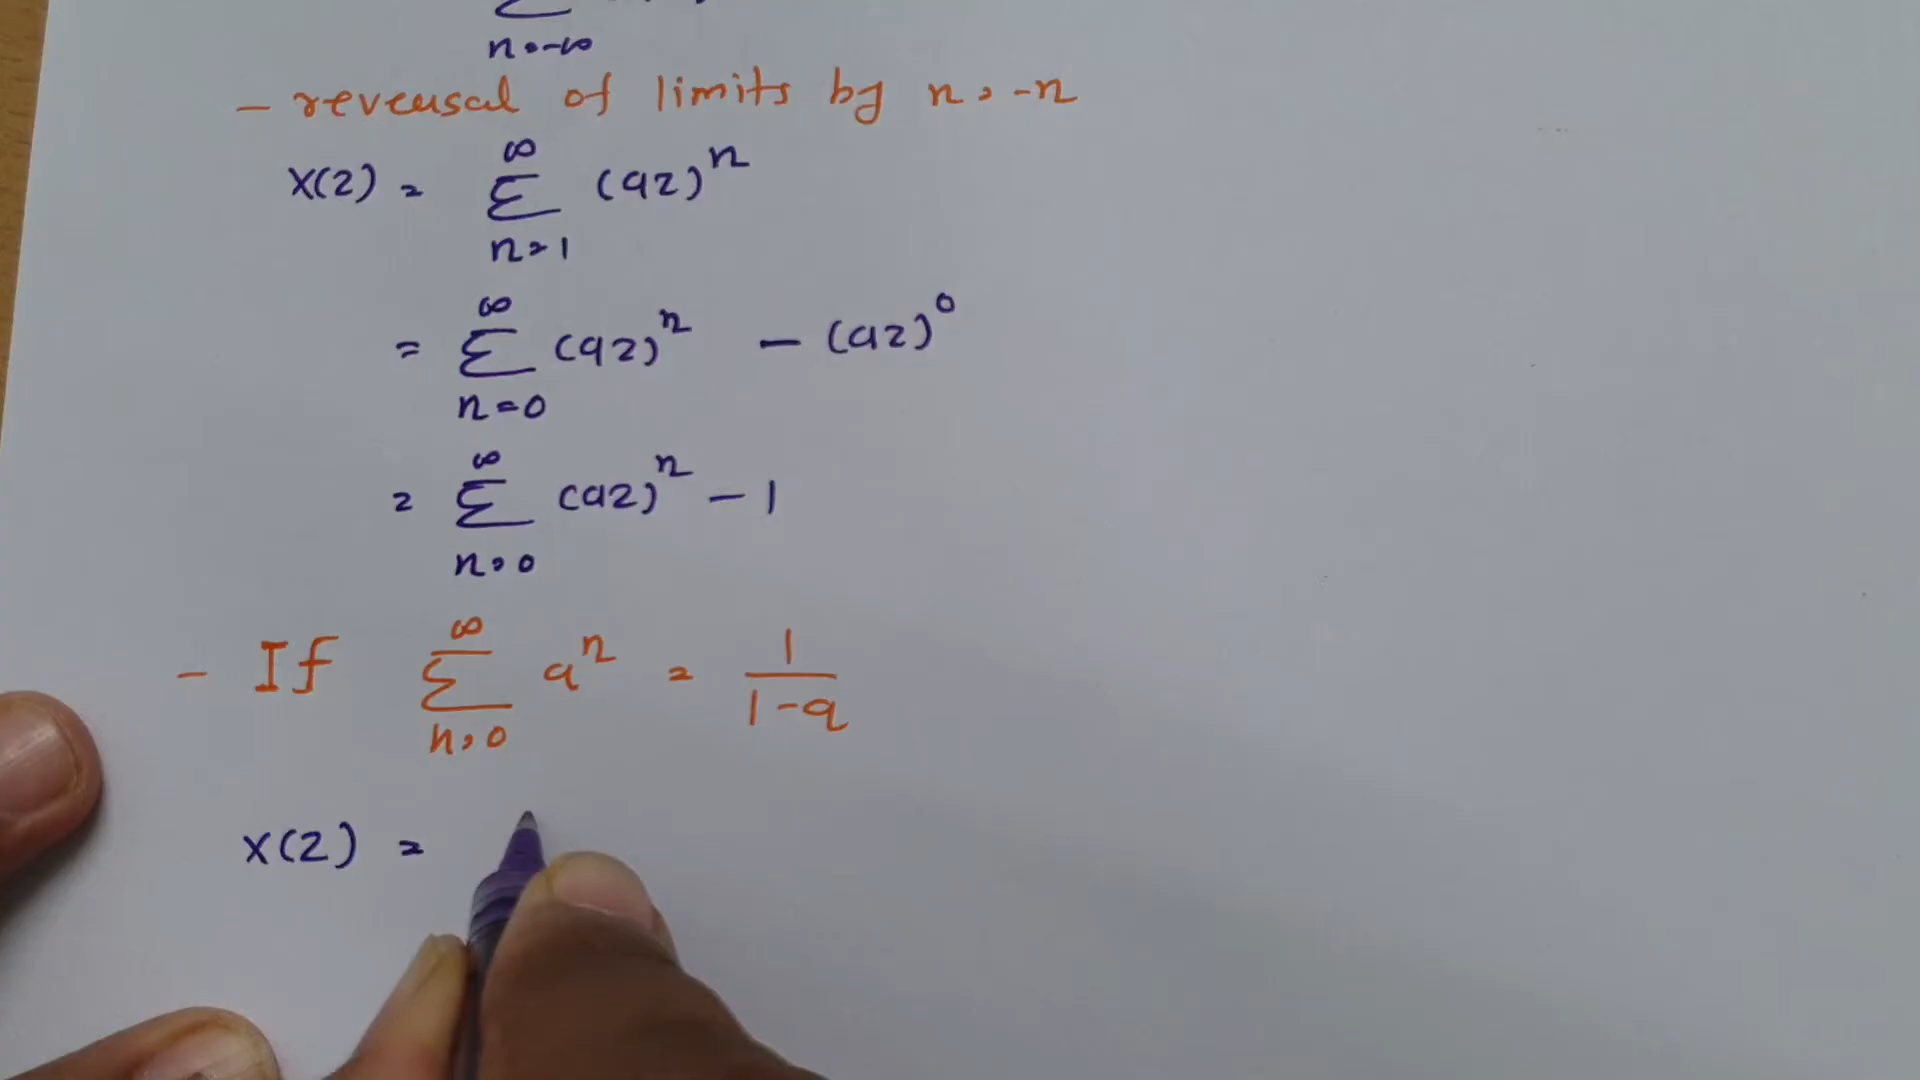 n=-∞
- reversal of limits by n = -n
∞
X(z) = Σ (az)^n
n=1
∞
= Σ (az)^n - (az)^0
n=0
∞
= Σ (az)^n - 1
n=0
∞
- If Σ a^n = 1/(1-a)
n=0
X(z) =